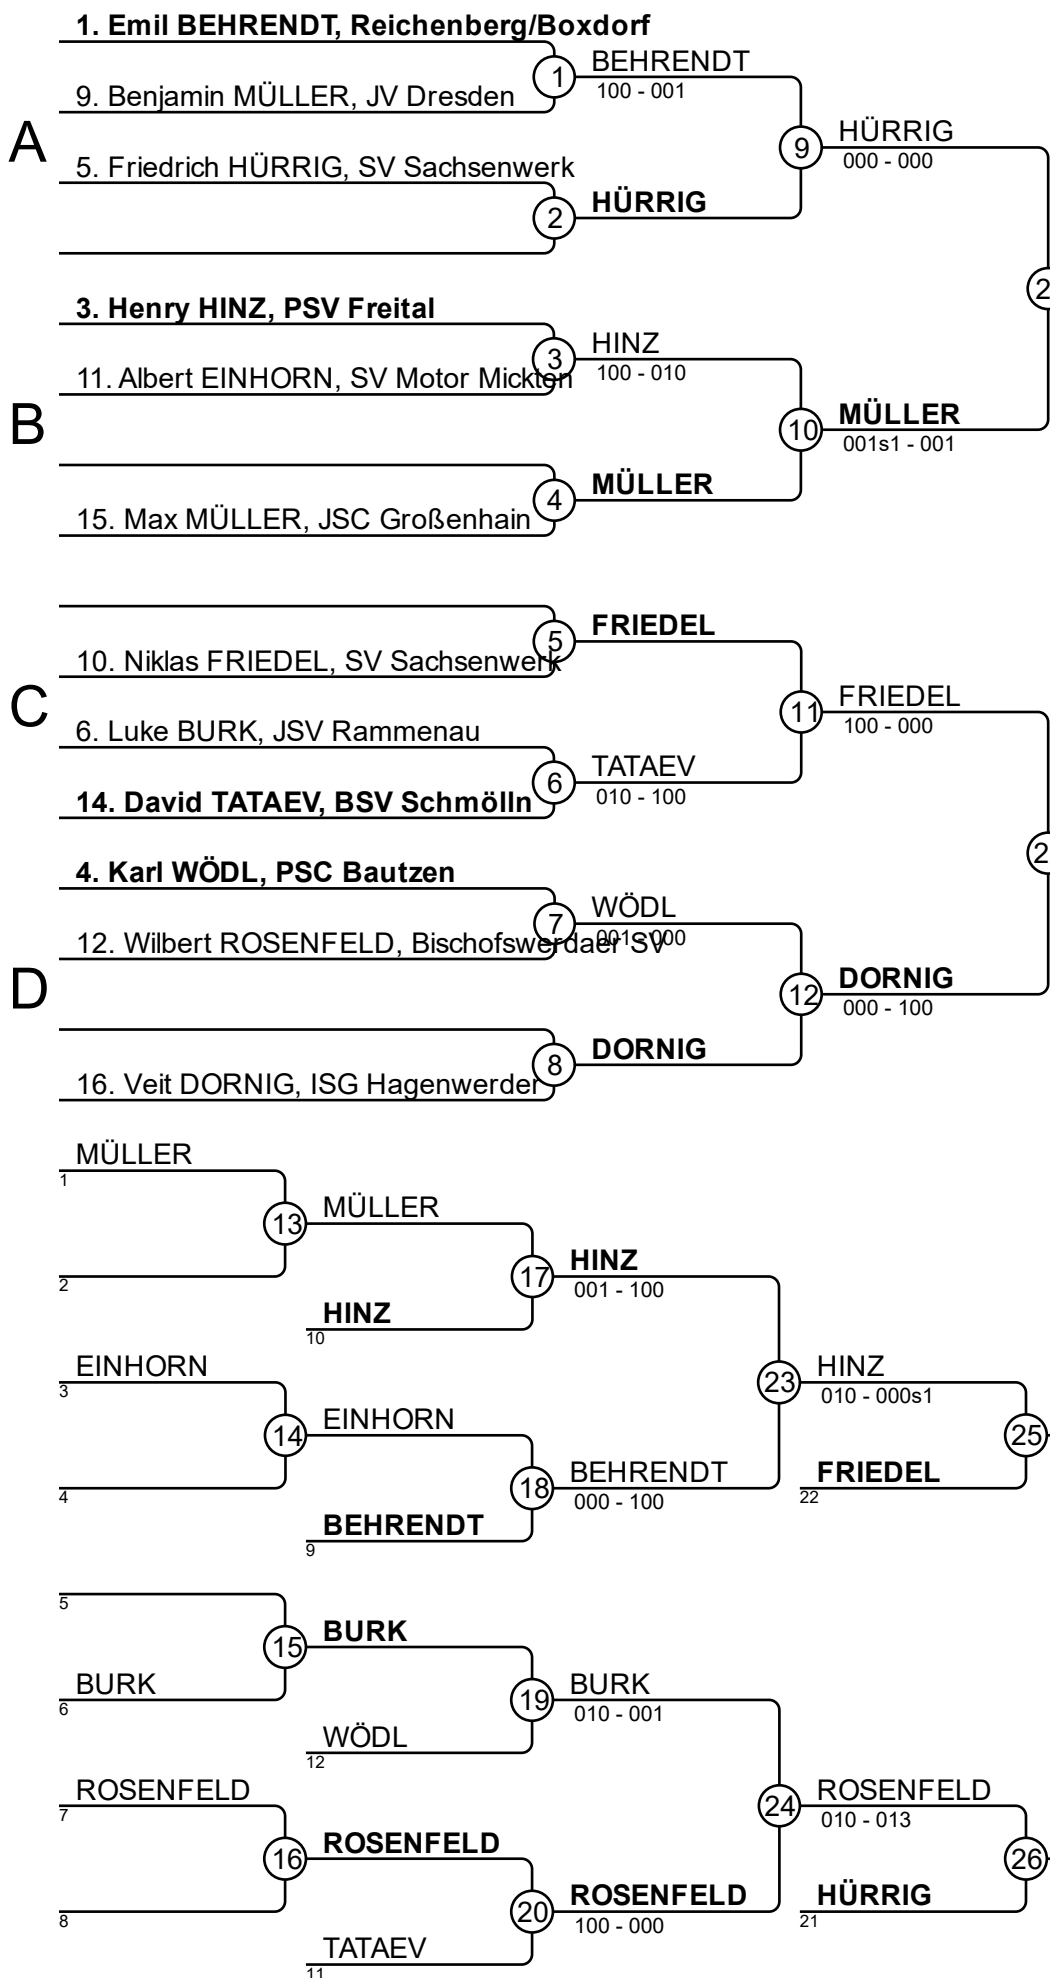 1. Emil BEHRENDT, Reichenberg/Boxdorf
1
BEHRENDT
100 - 001
9. Benjamin MÜLLER, JV Dresden
A
9
HÜRRIG
000 - 000
5. Friedrich HÜRRIG, SV Sachsenwerk
2
HÜRRIG
2
3. Henry HINZ, PSV Freital
3
HINZ
100 - 010
11. Albert EINHORN, SV Motor Mickten
B
10
MÜLLER
001s1 - 001
4
MÜLLER
15. Max MÜLLER, JSC Großenhain
5
FRIEDEL
10. Niklas FRIEDEL, SV Sachsenwerk
C
11
FRIEDEL
100 - 000
6. Luke BURK, JSV Rammenau
6
TATAEV
010 - 100
14. David TATAEV, BSV Schmölln
2
4. Karl WÖDL, PSC Bautzen
7
WÖDL
12. Wilbert ROSENFELD, Bischofswerdaer SV
D
12
DORNIG
000 - 100
8
DORNIG
16. Veit DORNIG, ISG Hagenwerder
MÜLLER
1
13
MÜLLER
2
17
HINZ
001 - 100
HINZ
10
EINHORN
3
23
HINZ
010 - 000s1
14
EINHORN
25
4
18
BEHRENDT
000 - 100
FRIEDEL
22
BEHRENDT
9
5
15
BURK
BURK
6
19
BURK
010 - 001
WÖDL
12
ROSENFELD
7
24
ROSENFELD
010 - 013
16
ROSENFELD
26
8
20
ROSENFELD
100 - 000
HÜRRIG
21
TATAEV
11